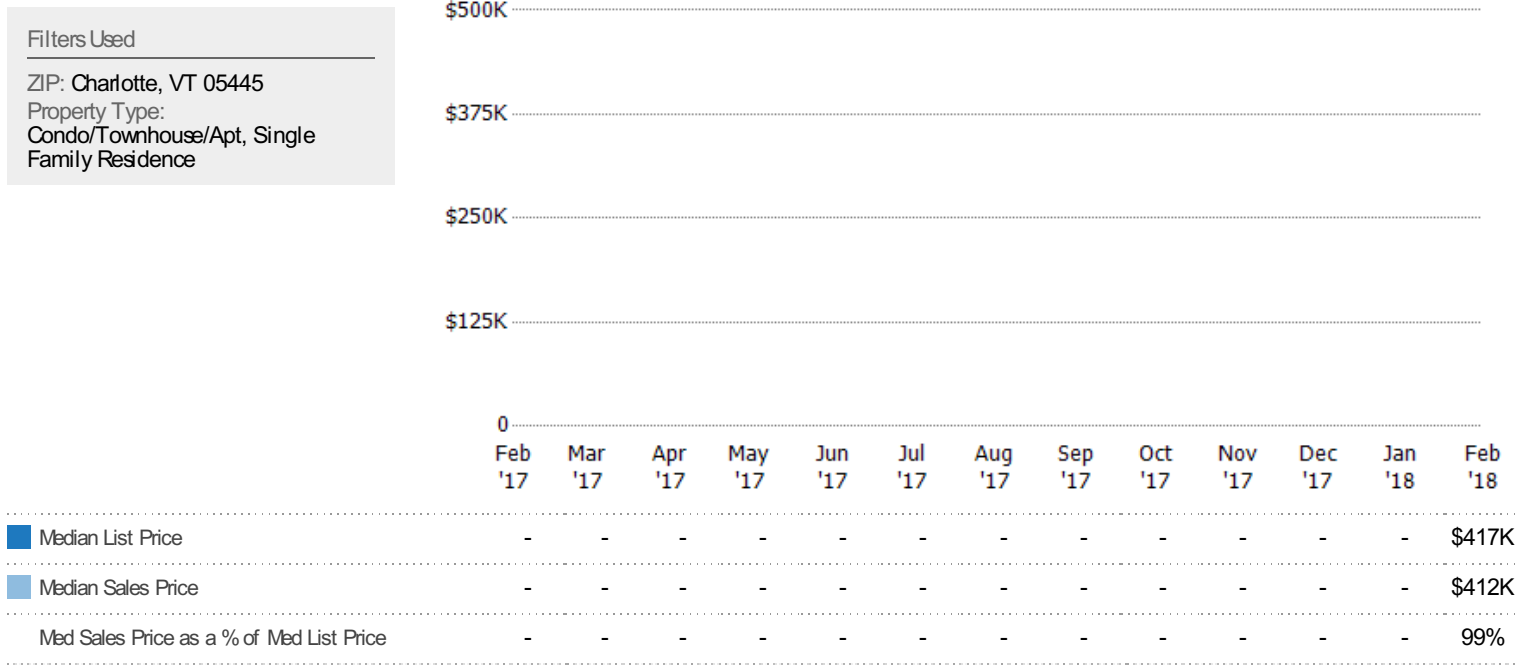 Filters Used
ZIP: Charlotte, VT 05445
Property Type:
Condo/Townhouse/Apt, Single
Family Residence
$500K
$375K
$250K
$125K
0
Feb Mar Apr May Jun Jul Aug Sep Oct Nov Dec Jan Feb
'17 '17 '17 '17 '17 '17 '17 '17 '17 '17 '17 '18 '18
Median List Price - - - - - - - - - - - - $417K
Median Sales Price - - - - - - - - - - - - $412K
Med Sales Price as a % of Med List Price - - - - - - - - - - - - 99%